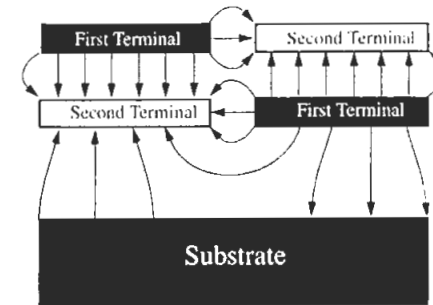 First Terminal
Second Terminal
Second Terminal
First Terminal
Substrate